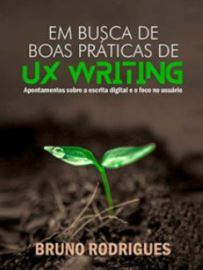 EM BUSCA DE
BOAS PRÁTICAS DE
UX WRITING
Apontamentos sobre a escrita digital e o foco no usuário
BRUNO RODRIGUES